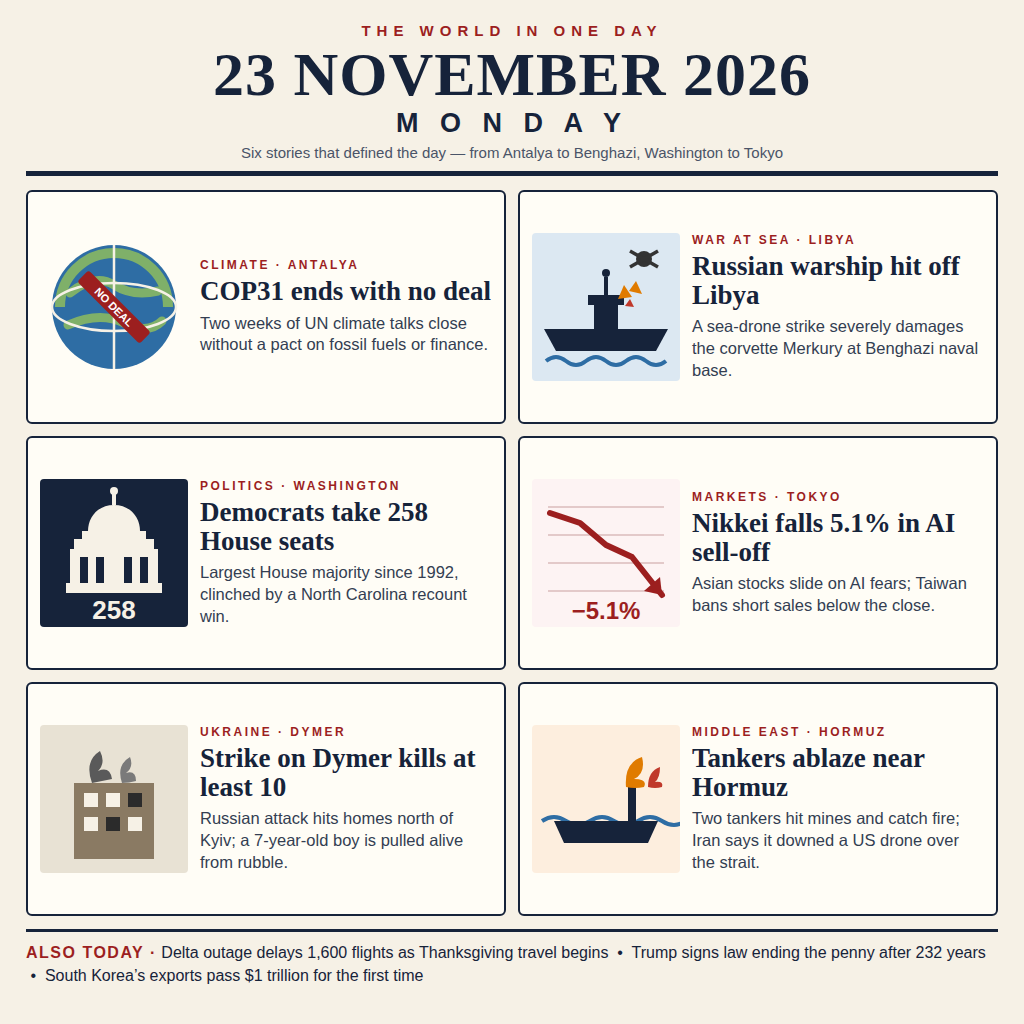 THE WORLD IN ONE DAY
23 NOVEMBER 2026
MONDAY
Six stories that defined the day — from Antalya to Benghazi, Washington to Tokyo
NO DEAL
CLIMATE · ANTALYA
COP31 ends with no deal
Two weeks of UN climate talks close
without a pact on fossil fuels or finance.
WAR AT SEA · LIBYA
Russian warship hit off
Libya
A sea-drone strike severely damages
the corvette Merkury at Benghazi naval
base.
258
POLITICS · WASHINGTON
Democrats take 258
House seats
Largest House majority since 1992,
clinched by a North Carolina recount
win.
−5.1%
MARKETS · TOKYO
Nikkei falls 5.1% in AI
sell-off
Asian stocks slide on AI fears; Taiwan
bans short sales below the close.
UKRAINE · DYMER
Strike on Dymer kills at
least 10
Russian attack hits homes north of
Kyiv; a 7-year-old boy is pulled alive
from rubble.
MIDDLE EAST · HORMUZ
Tankers ablaze near
Hormuz
Two tankers hit mines and catch fire;
Iran says it downed a US drone over
the strait.
ALSO TODAY · Delta outage delays 1,600 flights as Thanksgiving travel begins • Trump signs law ending the penny after 232 years
• South Korea’s exports pass $1 trillion for the first time